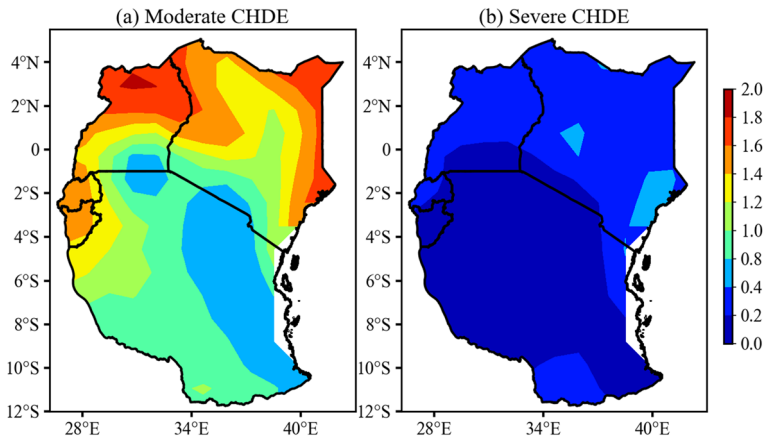 (a) Moderate CHDE
(b) Severe CHDE
4°N
2°N
0
2°S
4°S
6°S
8°S
10°S
12°S
28°E
34°E
40°E
4°N
2°N
0
2°S
4°S
6°S
8°S
10°S
12°S
28°E
34°E
40°E
2.0
1.8
1.6
1.4
1.2
1.0
0.8
0.6
0.4
0.2
0.0